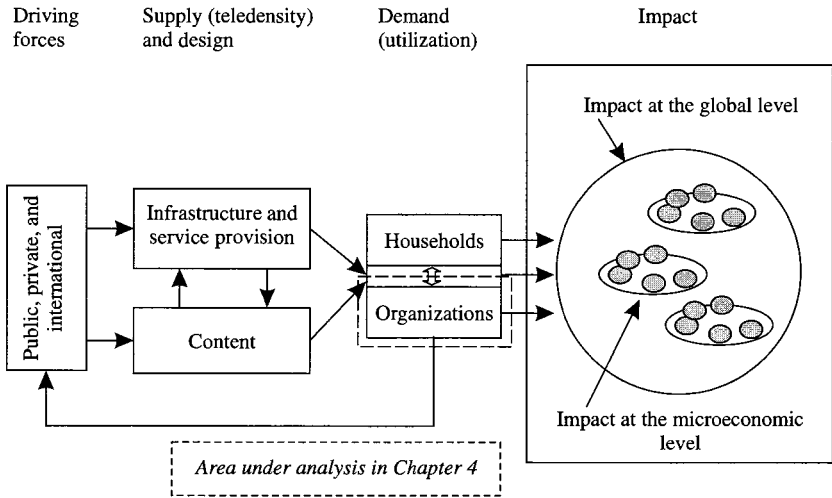 Driving
forces
Supply (teledensity)
and design
Demand
(utilization)
Impact
Impact at the global level
Public, private, and
international
Infrastructure and
service provision
Content
Households
Organizations
Impact at the microeconomic
level
Area under analysis in Chapter 4